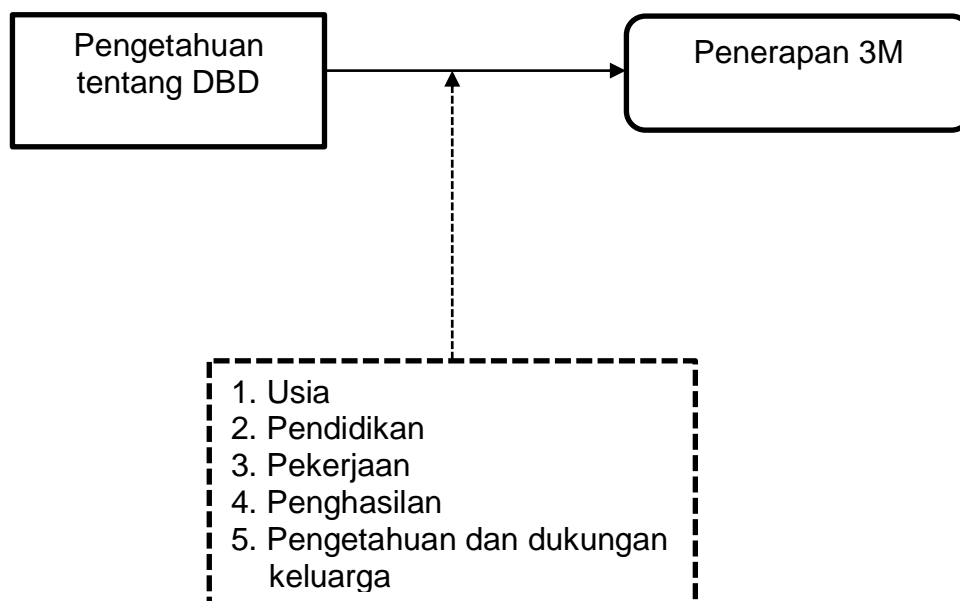 Pengetahuan
tentang DBD
Penerapan 3M
1. Usia
2. Pendidikan
3. Pekerjaan
4. Penghasilan
5. Pengetahuan dan dukungan
keluarga